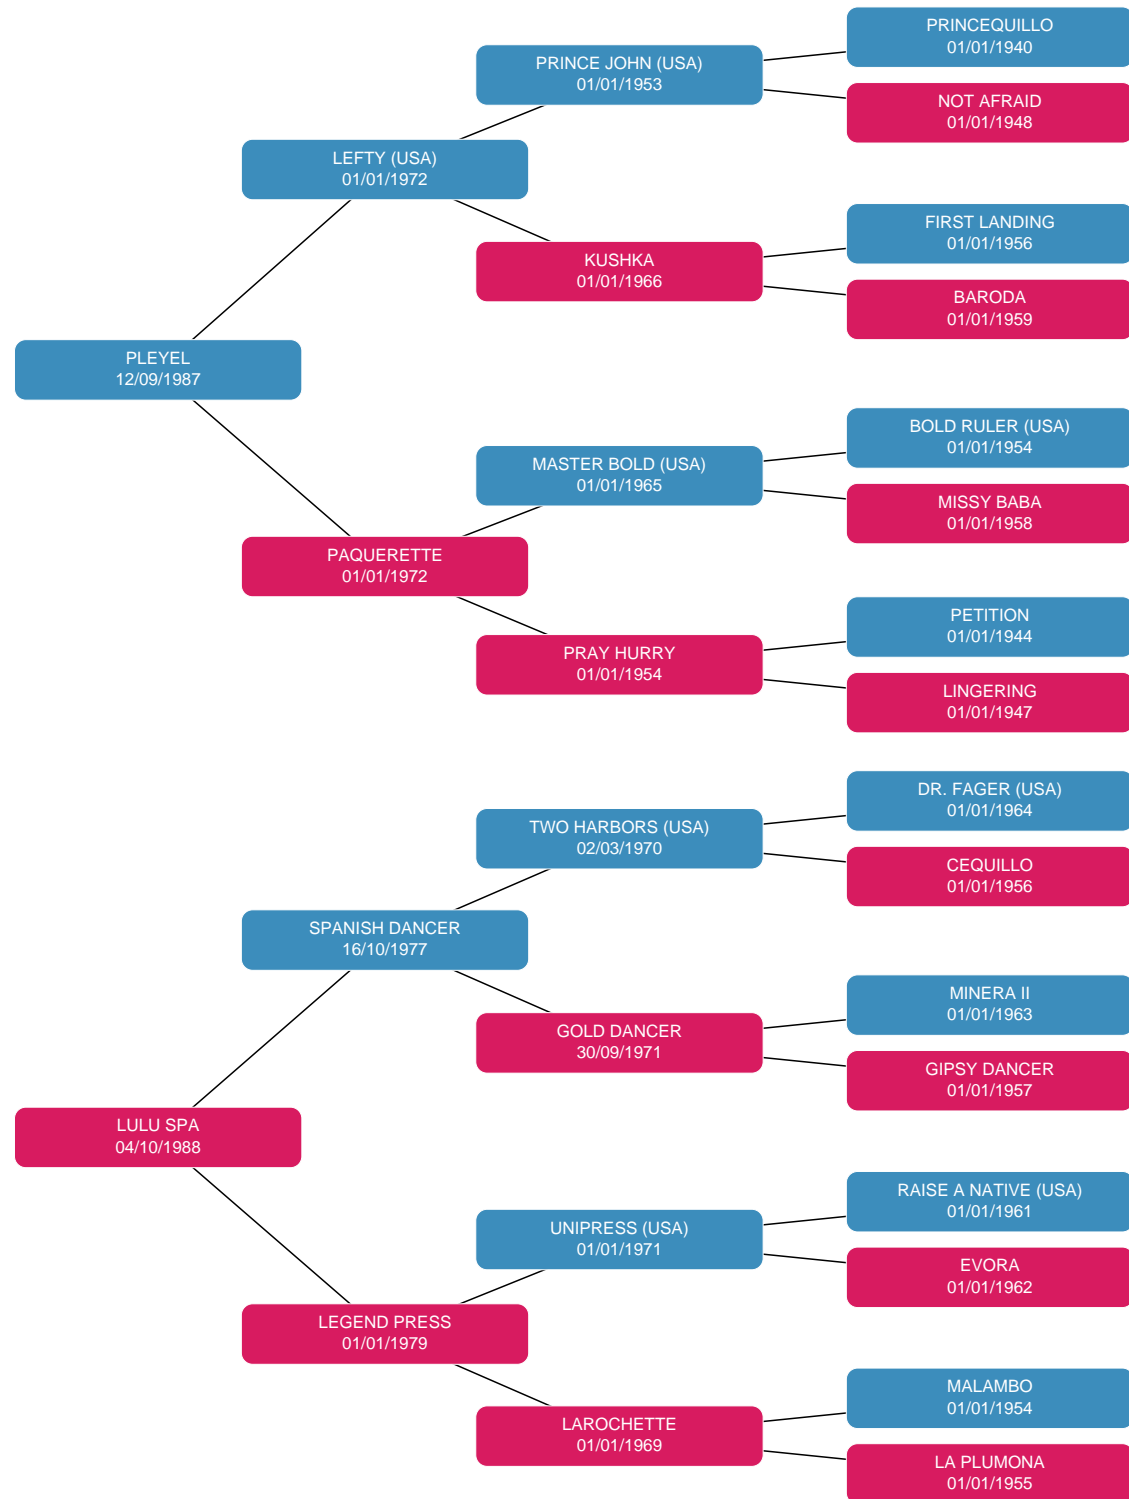 PRINCEQUILLO
01/01/1940
PRINCE JOHN (USA)
01/01/1953
NOT AFRAID
01/01/1948
LEFTY (USA)
01/01/1972
FIRST LANDING
01/01/1956
KUSHKA
01/01/1966
BARODA
01/01/1959
PLEYEL
12/09/1987
BOLD RULER (USA)
01/01/1954
MASTER BOLD (USA)
01/01/1965
MISSY BABA
01/01/1958
PAQUERETTE
01/01/1972
PETITION
01/01/1944
PRAY HURRY
01/01/1954
LINGERING
01/01/1947
DR. FAGER (USA)
01/01/1964
TWO HARBORS (USA)
02/03/1970
CEQUILLO
01/01/1956
SPANISH DANCER
16/10/1977
MINERA II
01/01/1963
GOLD DANCER
30/09/1971
GIPSY DANCER
01/01/1957
LULU SPA
04/10/1988
RAISE A NATIVE (USA)
01/01/1961
UNIPRESS (USA)
01/01/1971
EVORA
01/01/1962
LEGEND PRESS
01/01/1979
MALAMBO
01/01/1954
LAROCHETTE
01/01/1969
LA PLUMONA
01/01/1955